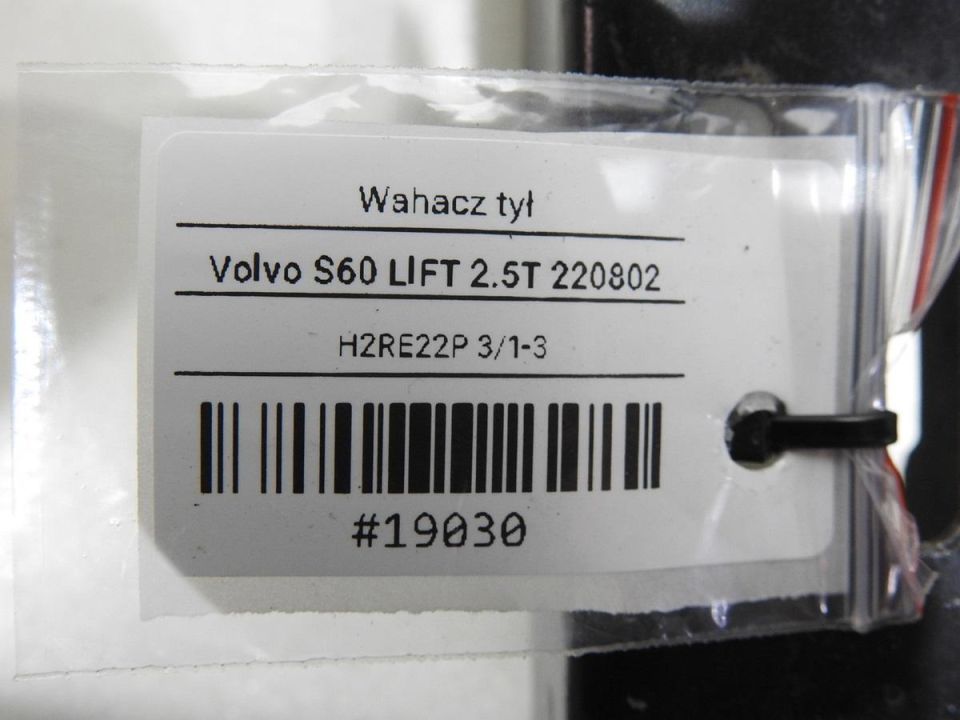 Wahacz tył
Volvo S60 LIFT 2.5T 220802
H2RE22P 3/1-3
#19030